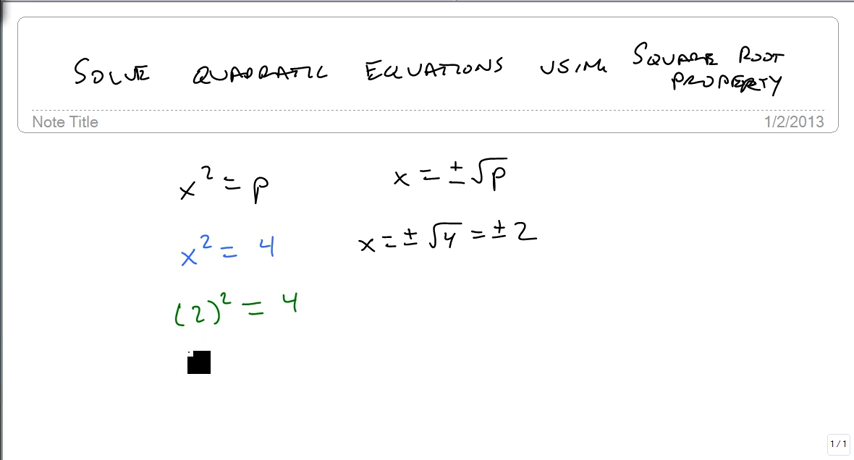 SOLVE QUADRATIC EQUATIONS USING SQUARE ROOT
PROPERTY
Note Title 1/2/2013
x² = p x = ±√p
x² = 4 x = ±√4 = ±2
(2)² = 4
1 / 1